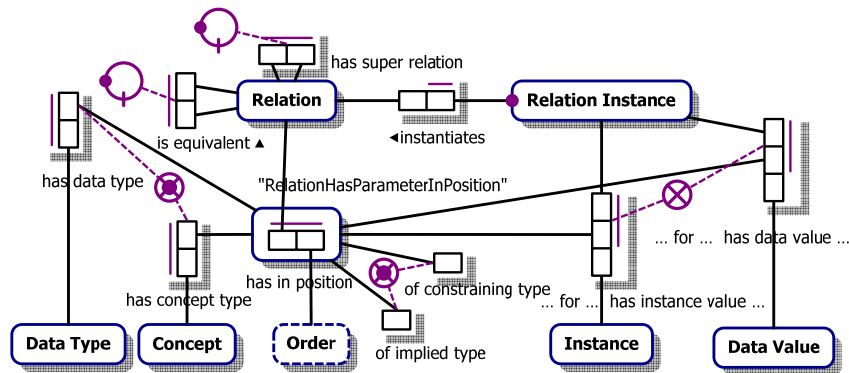 has super relation
Relation
Relation Instance
is equivalent ▲
◄instantiates
has data type
"RelationHasParameterInPosition"
… for … has data value …
has in position
of constraining type
has concept type
… for … has instance value …
Data Type
Concept
Order
of implied type
Instance
Data Value